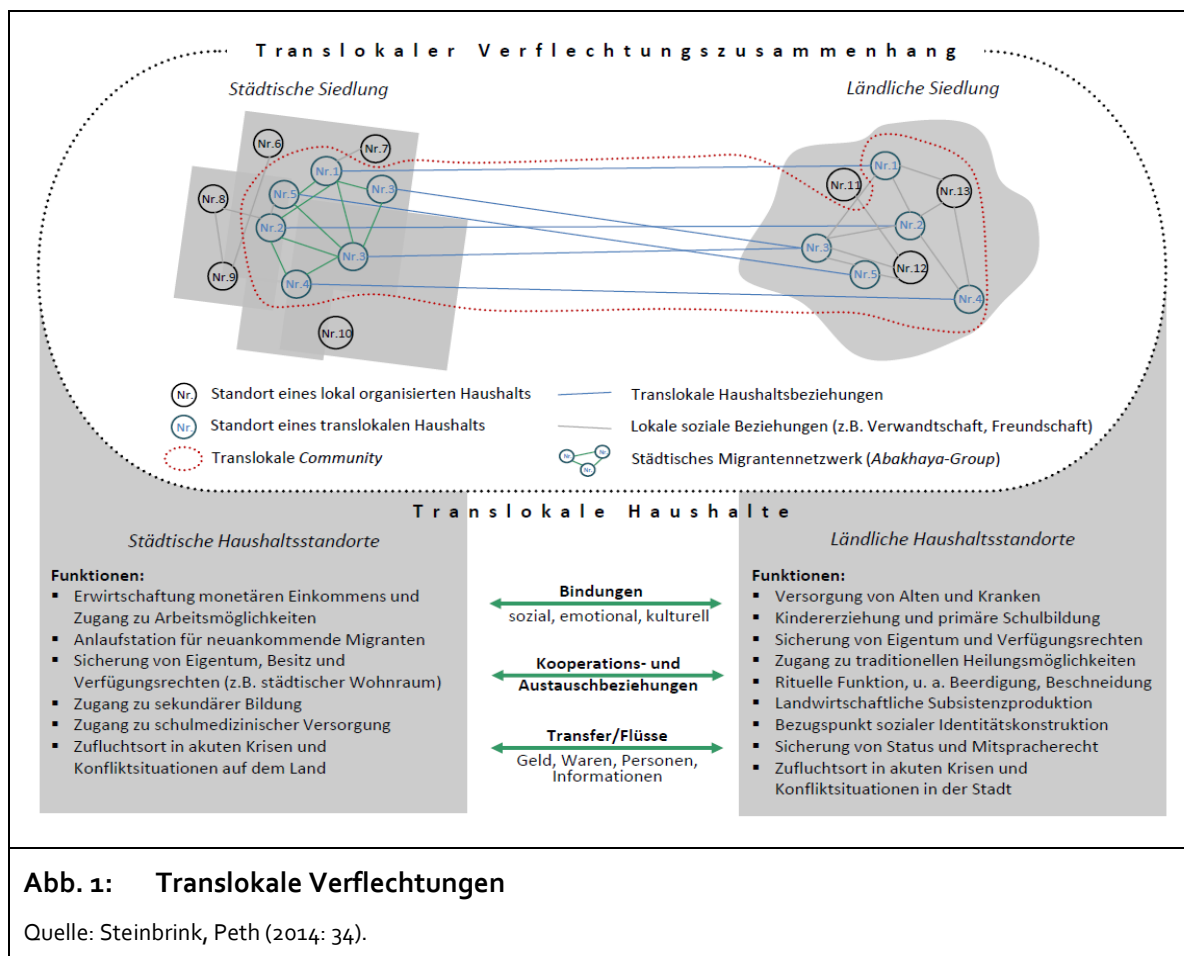 Translokaler Verflechtungszusammenhang
Städtische Siedlung
Ländliche Siedlung
Nr.6
Nr.7
Nr.1
Nr.5
Nr.3
Nr.8
Nr.2
Nr.3
Nr.9
Nr.4
Nr.10
Nr.1
Nr.11
Nr.13
Nr.2
Nr.3
Nr.5
Nr.12
Nr.4
Nr. Standort eines lokal organisierten Haushalts
Nr. Standort eines translokalen Haushalts
Translokale Community
Translokale Haushaltsbeziehungen
Lokale soziale Beziehungen (z.B. Verwandtschaft, Freundschaft)
Nr. Nr. Nr. Städtisches Migrantennetzwerk (Abakhaya-Group)
Translokale Haushalte
Städtische Haushaltsstandorte
Funktionen:
▪ Erwirtschaftung monetären Einkommens und
Zugang zu Arbeitsmöglichkeiten
▪ Anlaufstation für neuankommende Migranten
▪ Sicherung von Eigentum, Besitz und
Verfügungsrechten (z.B. städtischer Wohnraum)
▪ Zugang zu sekundärer Bildung
▪ Zugang zu schulmedizinischer Versorgung
▪ Zufluchtsort in akuten Krisen und
Konfliktsituationen auf dem Land
Bindungen
sozial, emotional, kulturell
Kooperations- und
Austauschbeziehungen
Transfer/Flüsse
Geld, Waren, Personen,
Informationen
Ländliche Haushaltsstandorte
Funktionen:
▪ Versorgung von Alten und Kranken
▪ Kindererziehung und primäre Schulbildung
▪ Sicherung von Eigentum und Verfügungsrechten
▪ Zugang zu traditionellen Heilungsmöglichkeiten
▪ Rituelle Funktion, u. a. Beerdigung, Beschneidung
▪ Landwirtschaftliche Subsistenzproduktion
▪ Bezugspunkt sozialer Identitätskonstruktion
▪ Sicherung von Status und Mitspracherecht
▪ Zufluchtsort in akuten Krisen und
Konfliktsituationen in der Stadt
Abb. 1: Translokale Verflechtungen
Quelle: Steinbrink, Peth (2014: 34).